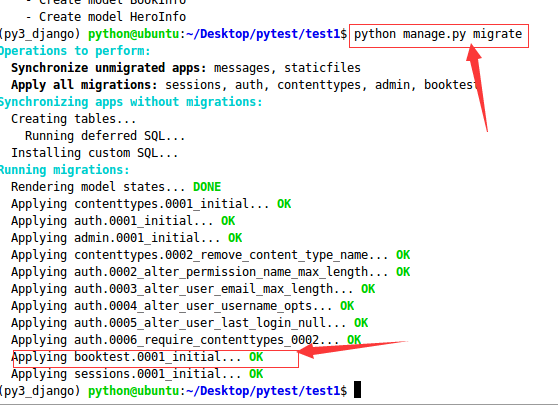 - Create model BookInfo
- Create model HeroInfo
(py3_django) python@ubuntu:~/Desktop/pytest/test1$ python manage.py migrate
Operations to perform:
Synchronize unmigrated apps: messages, staticfiles
Apply all migrations: sessions, auth, contenttypes, admin, booktest
Synchronizing apps without migrations:
Creating tables...
Running deferred SQL...
Installing custom SQL...
Running migrations:
Rendering model states... DONE
Applying contenttypes.0001_initial... OK
Applying auth.0001_initial... OK
Applying admin.0001_initial... OK
Applying contenttypes.0002_remove_content_type_name... OK
Applying auth.0002_alter_permission_name_max_length... OK
Applying auth.0003_alter_user_email_max_length... OK
Applying auth.0004_alter_user_username_opts... OK
Applying auth.0005_alter_user_last_login_null... OK
Applying auth.0006_require_contenttypes_0002... OK
Applying booktest.0001_initial... OK
Applying sessions.0001_initial... OK
(py3_django) python@ubuntu:~/Desktop/pytest/test1$